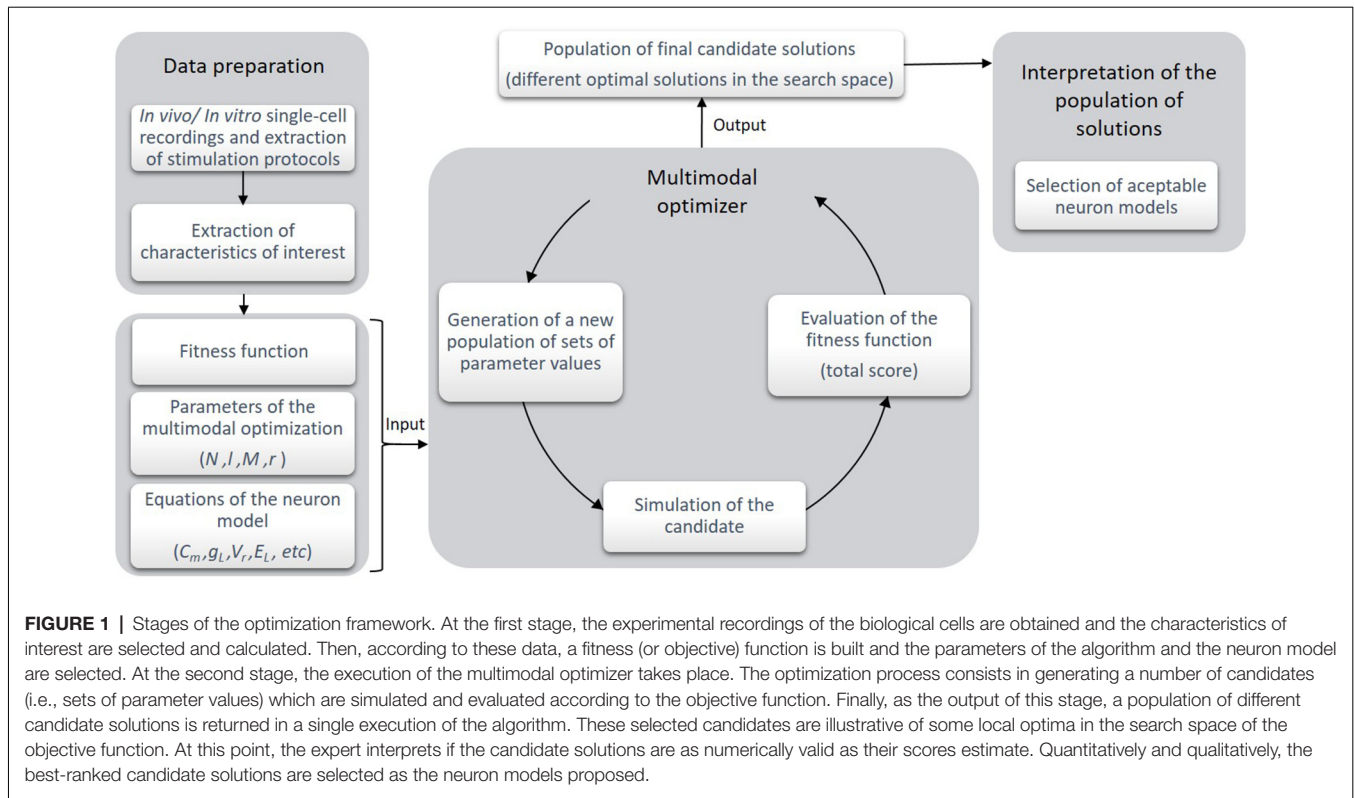 Data preparation
In vivo/ In vitro single-cell
recordings and extraction
of stimulation protocols
Extraction of
characteristics of interest
Fitness function
Parameters of the
multimodal optimization
(N ,l ,M ,r )
Equations of the neuron
model
(Cm,gL,Vr,EL, etc)
Input
Multimodal
optimizer
Generation of a new
population of sets of
parameter values
Simulation of the
candidate
Evaluation of the
fitness function
(total score)
Output
Population of final candidate solutions
(different optimal solutions in the search space)
Interpretation of the
population of
solutions
Selection of aceptable
neuron models
FIGURE 1 | Stages of the optimization framework. At the first stage, the experimental recordings of the biological cells are obtained and the characteristics of
interest are selected and calculated. Then, according to these data, a fitness (or objective) function is built and the parameters of the algorithm and the neuron model
are selected. At the second stage, the execution of the multimodal optimizer takes place. The optimization process consists in generating a number of candidates
(i.e., sets of parameter values) which are simulated and evaluated according to the objective function. Finally, as the output of this stage, a population of different
candidate solutions is returned in a single execution of the algorithm. These selected candidates are illustrative of some local optima in the search space of the
objective function. At this point, the expert interprets if the candidate solutions are as numerically valid as their scores estimate. Quantitatively and qualitatively, the
best-ranked candidate solutions are selected as the neuron models proposed.